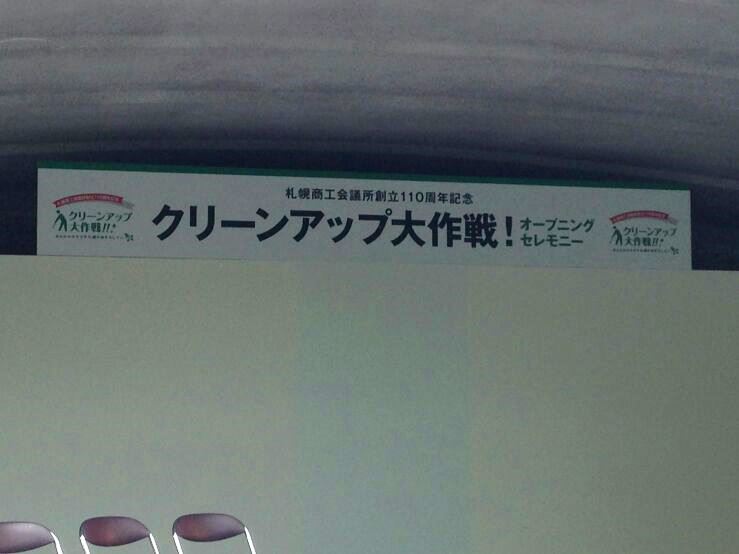 札幌商工会議所創立110周年記念
クリーンアップ大作戦!
オープニング
セレモニー
クリーンアップ
大作戦!!
クリーンアップ
大作戦!!